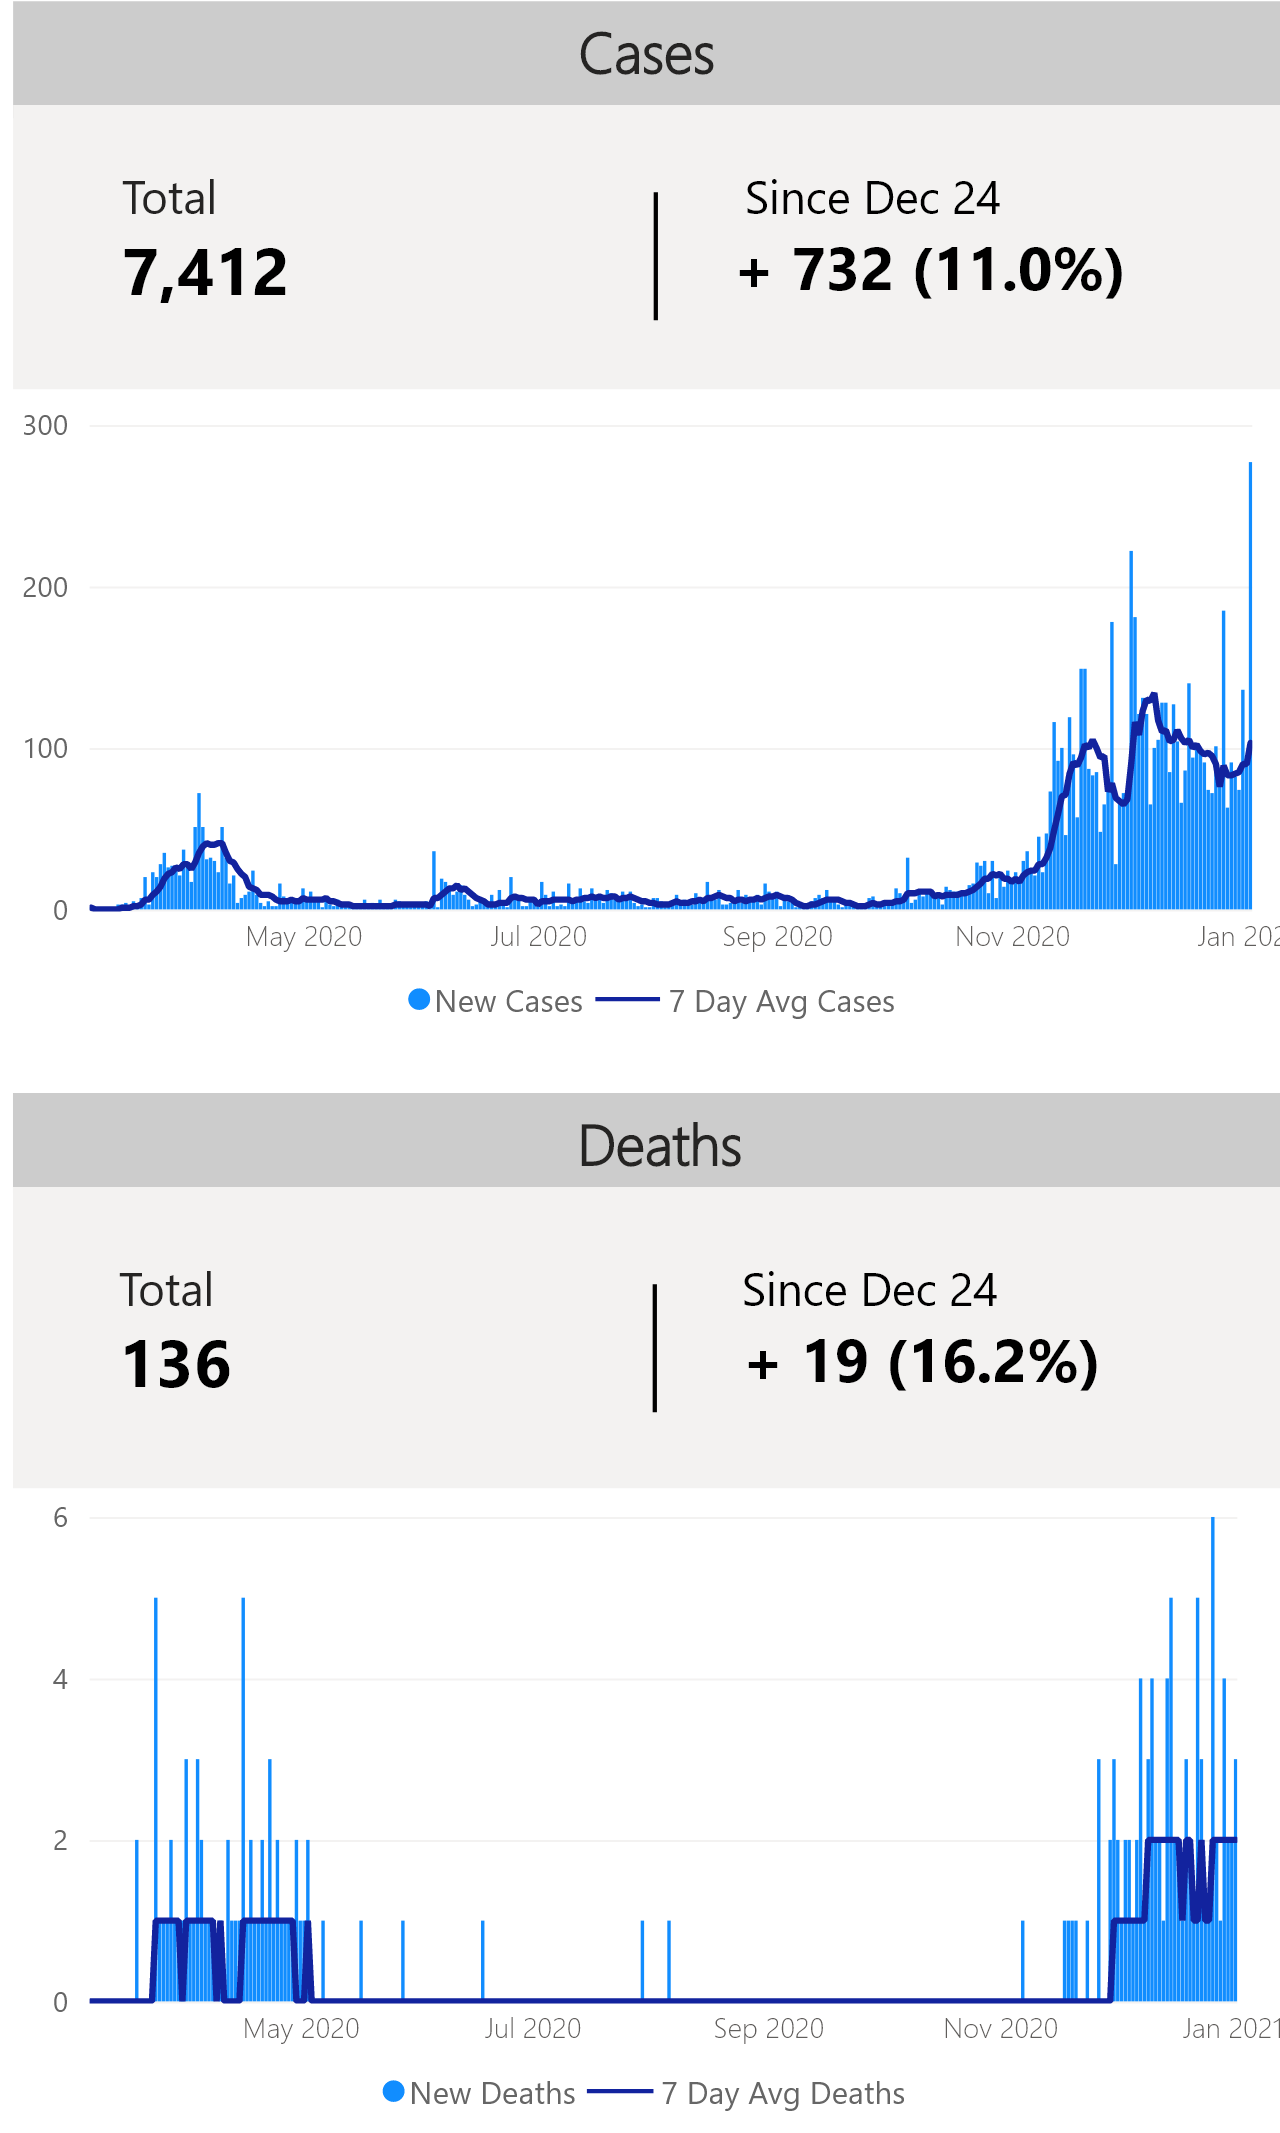 Cases
Total
7,412
Since Dec 24
+ 732 (11.0%)
300
200
100
0
May 2020 Jul 2020 Sep 2020 Nov 2020 Jan 202
New Cases 7 Day Avg Cases
Deaths
Total
136
Since Dec 24
+ 19 (16.2%)
6
4
2
0
May 2020 Jul 2020 Sep 2020 Nov 2020 Jan 2021
New Deaths 7 Day Avg Deaths